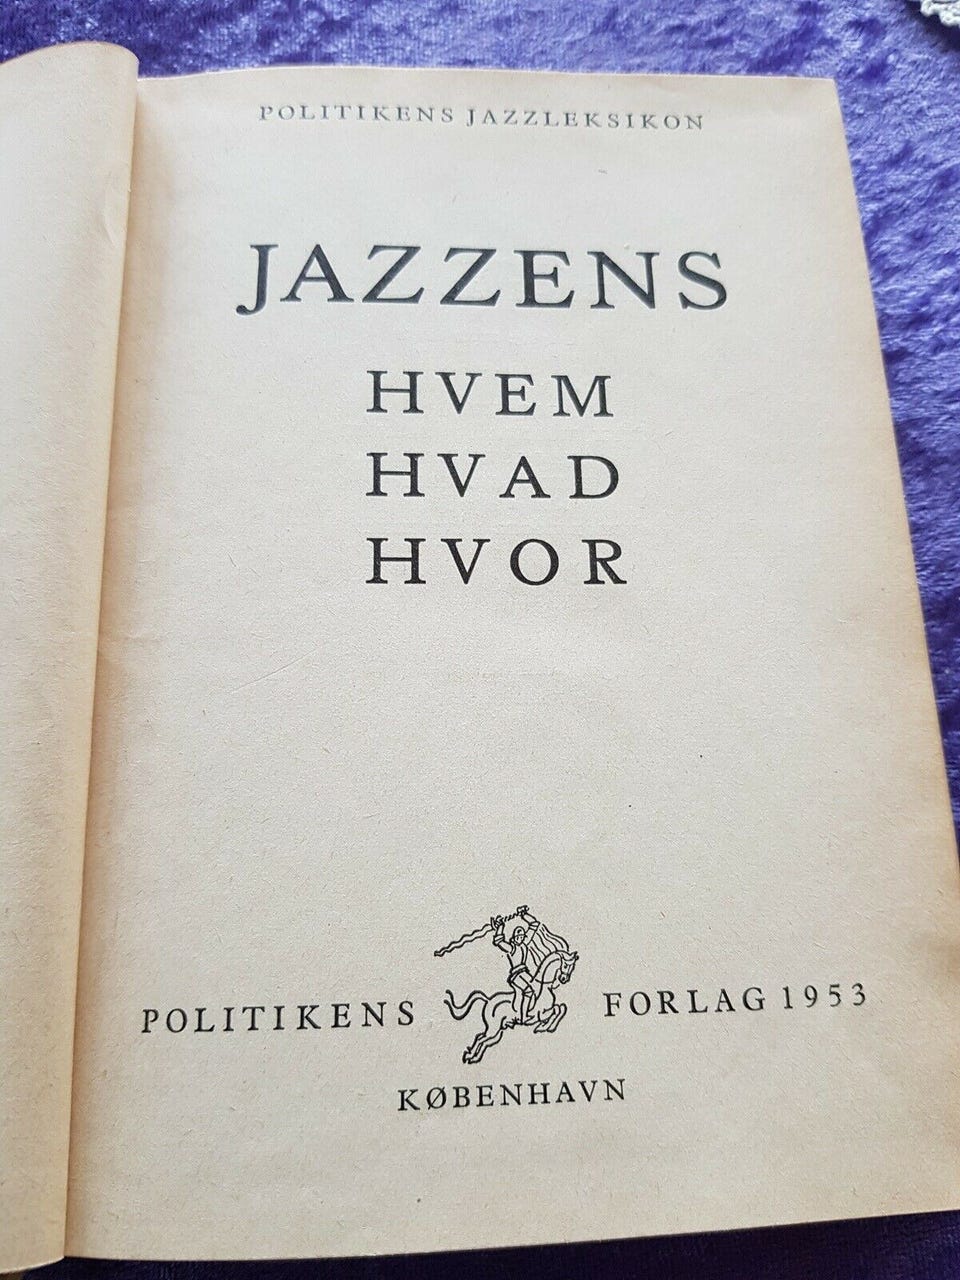 POLITIKENS JAZZLEKSIKON
JAZZENS
HVEM
HVAD
HVOR
POLITIKENS FORLAG 1953
KØBENHAVN